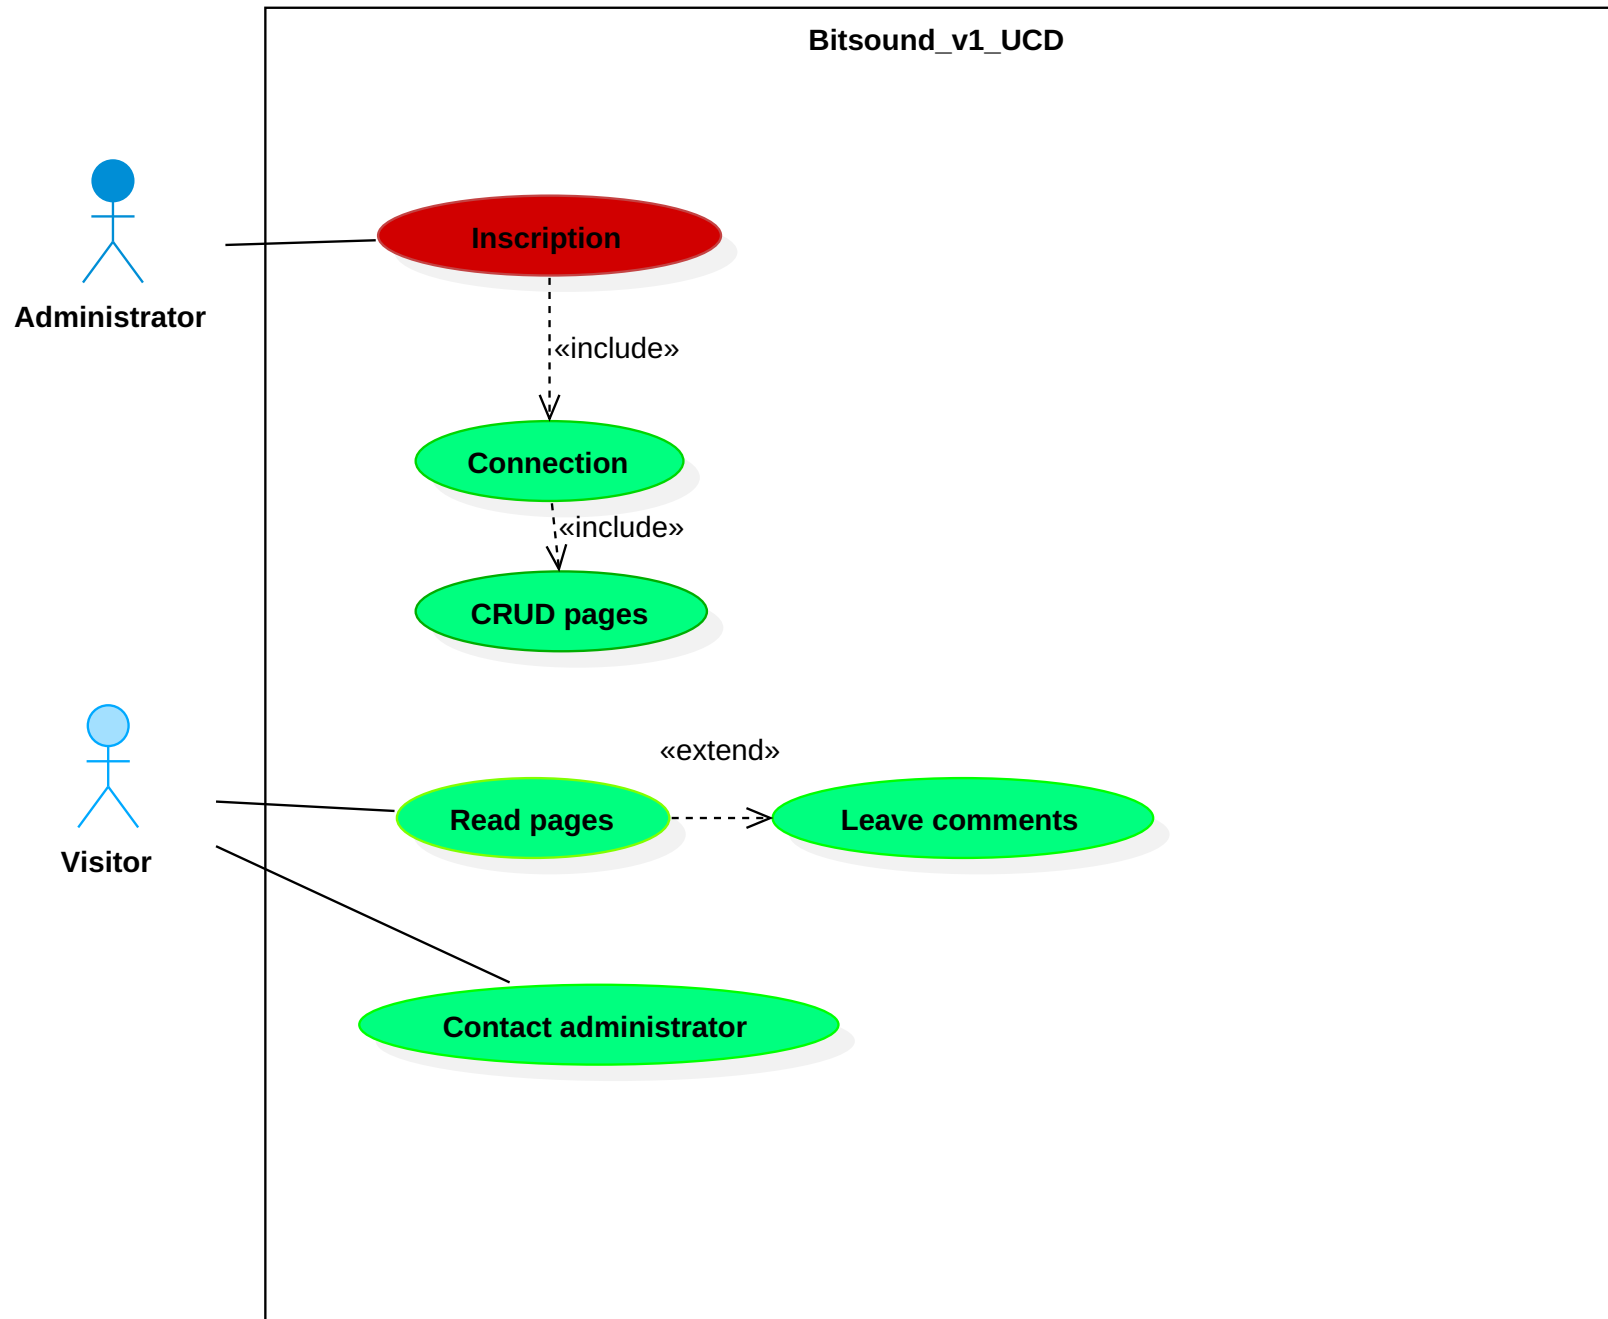 Bitsound_v1_UCD
Inscription
Administrator
«include»
Connection
«include»
CRUD pages
«extend»
Read pages
Leave comments
Visitor
Contact administrator